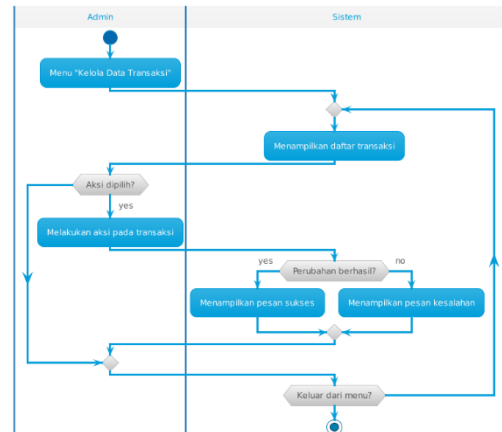 Admin
Sistem
Menu "Kelola Data Transaksi"
Menampilkan daftar transaksi
Aksi dipilih?
yes
Melakukan aksi pada transaksi
yes
Perubahan berhasil?
no
Menampilkan pesan sukses
Menampilkan pesan kesalahan
Keluar dari menu?